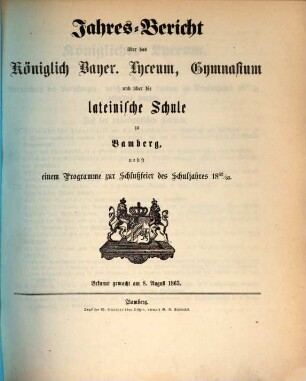 Jahres-Bericht
über das
Königlich Bayer. Lyceum, Gymnasium
und über die
lateinische Schule
zu
Bamberg,
nebst
einem Programme zur Schlußfeier des Schuljahres 18⁶²/₆₃.
Bekannt gemacht am 8. August 1863.
Bamberg.